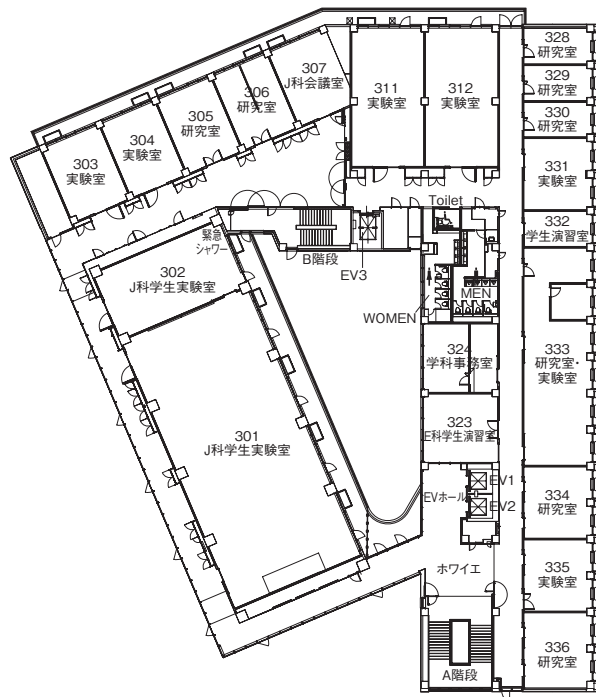 328
研究室
329
研究室
330
研究室
331
実験室
332
学生演習室
333
研究室・
実験室
334
研究室
335
実験室
336
研究室
307
J科会議室
306
研究室
305
研究室
304
実験室
303
実験室
311
実験室
312
実験室
Toilet
緊急
シャワー
B階段
EV3
WOMEN
MEN
302
J科学生実験室
301
J科学生実験室
324
学科事務室
323
E科学生演習室
EVホール
EV1
EV2
ホワイエ
A階段